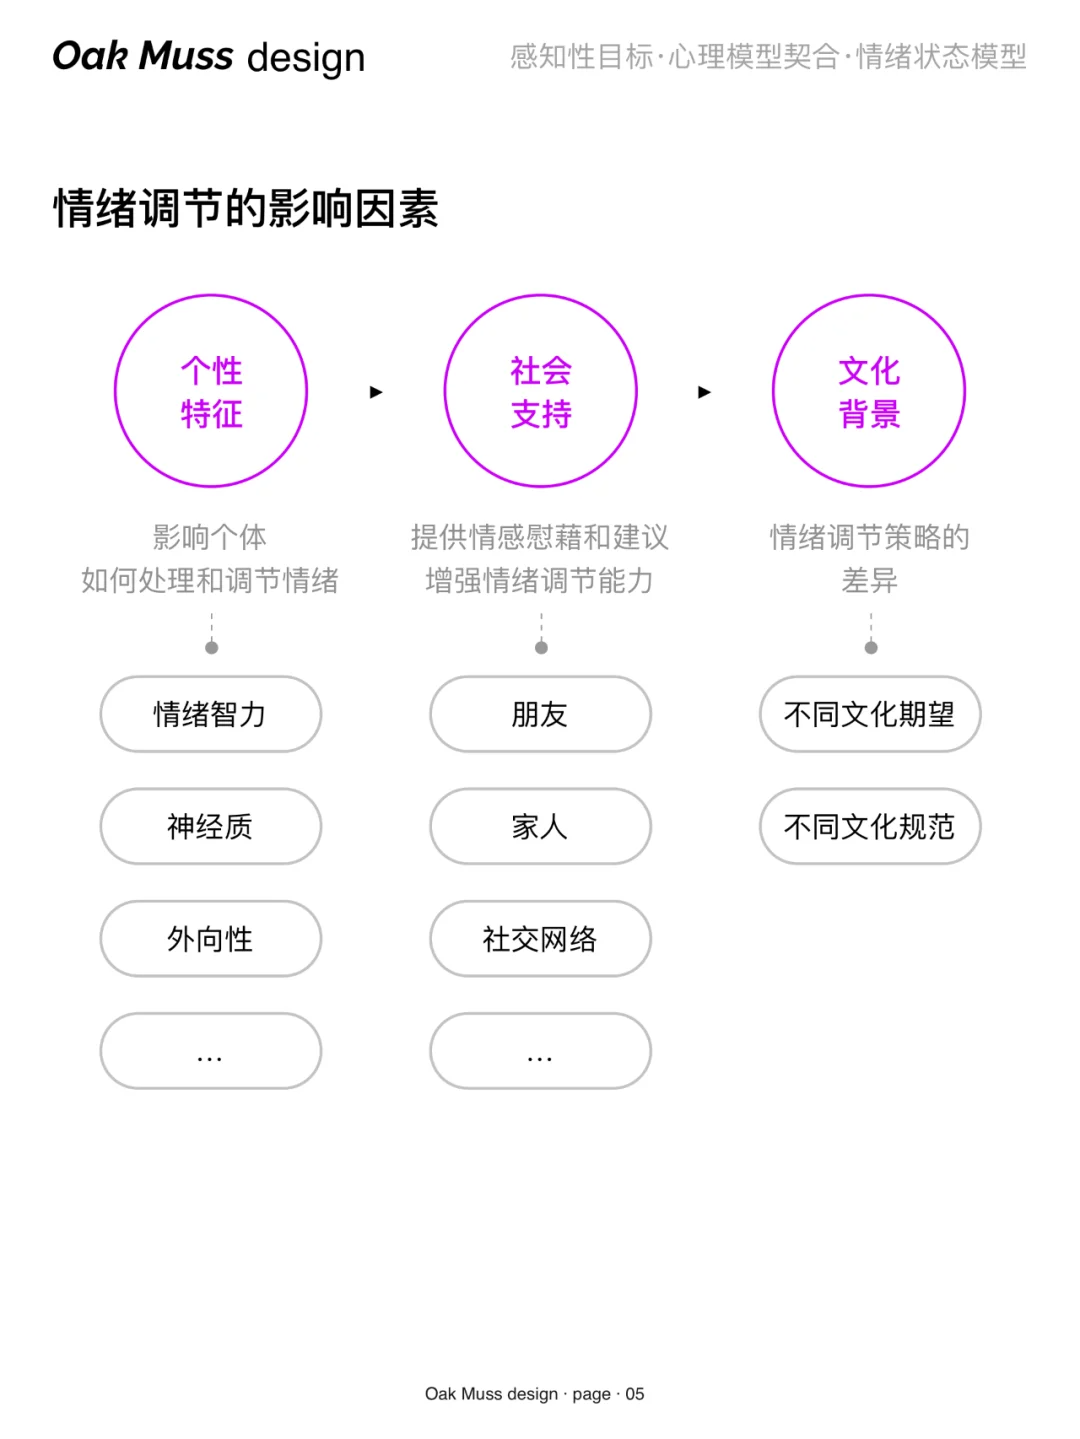 Oak Muss design
感知性目标·心理模型契合·情绪状态模型
情绪调节的影响因素
个性
特征
社会
支持
文化
背景
影响个体
如何处理和调节情绪
提供情感慰藉和建议
增强情绪调节能力
情绪调节策略的
差异
情绪智力
神经质
外向性
...
朋友
家人
社交网络
...
不同文化期望
不同文化规范
Oak Muss design · page · 05